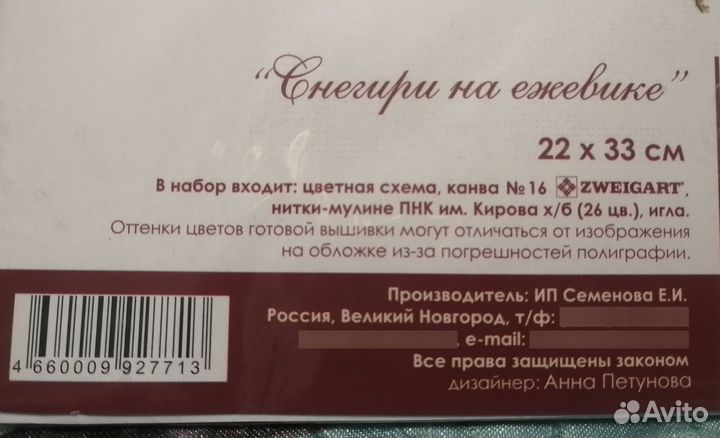 “Снегири на ежевике”
22 х 33 см
В набор входит: цветная схема, канва №16 ZWEIGART®,
нитки-мулине ПНК им. Кирова х/б (26 цв.), игла.
Оттенки цветов готовой вышивки могут отличаться от изображения
на обложке из-за погрешностей полиграфии.
Производитель: ИП Семенова Е.И.
Россия, Великий Новгород, т/ф:
, e-mail:
Все права защищены законом
дизайнер: Анна Петунова
4 660009 927713
Avito